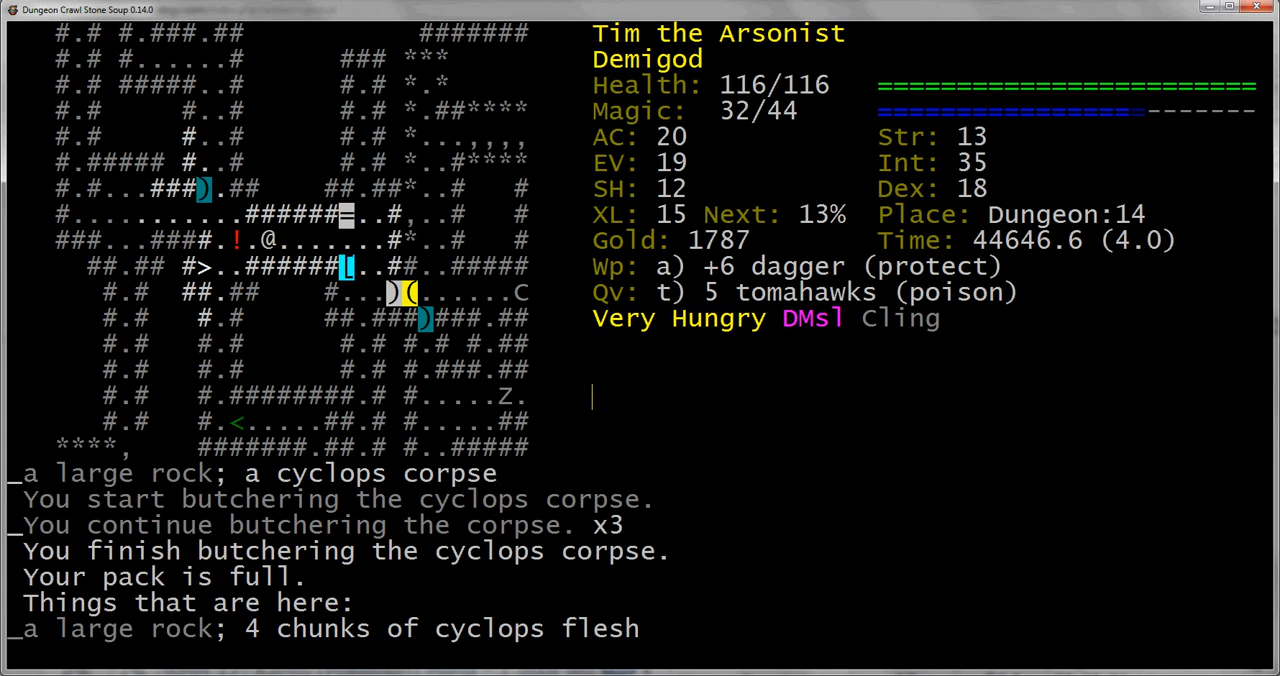 Dungeon Crawl Stone Soup 0.14.0
#.# #.###.## ####### Tim the Arsonist
#.# #......# ### *** Demigod
#.# #####..# #.# *.* Health: 116/116 ========================
#.# #..# #.# *.##**** Magic: 32/44 =================-------
#.# #..# #.# *...,,,, AC: 20 Str: 13
#.##### #..# #.# *..#**** EV: 19 Int: 35
#.#...###).## ##.##*..# # SH: 12 Dex: 18
#...........######=..#,..# # XL: 15 Next: 13% Place: Dungeon:14
###...####.!.@.......#*..# # Gold: 1787 Time: 44646.6 (4.0)
##.## #>..######[..##..##### Wp: a) +6 dagger (protect)
#.# ##.## #...)(......c Qv: t) 5 tomahawks (poison)
#.# #.# ##.###)###.## Very Hungry DMsl Cling
#.# #.# #.# #.# #.#
#.# #.# #.# #.###.##
#.# #.########.# #.....Z.
#.# #.<.....##.# #.....##
****, #######.##.# #..#####
_a large rock; a cyclops corpse
You start butchering the cyclops corpse.
_You continue butchering the corpse. x3
You finish butchering the cyclops corpse.
Your pack is full.
Things that are here:
_a large rock; 4 chunks of cyclops flesh